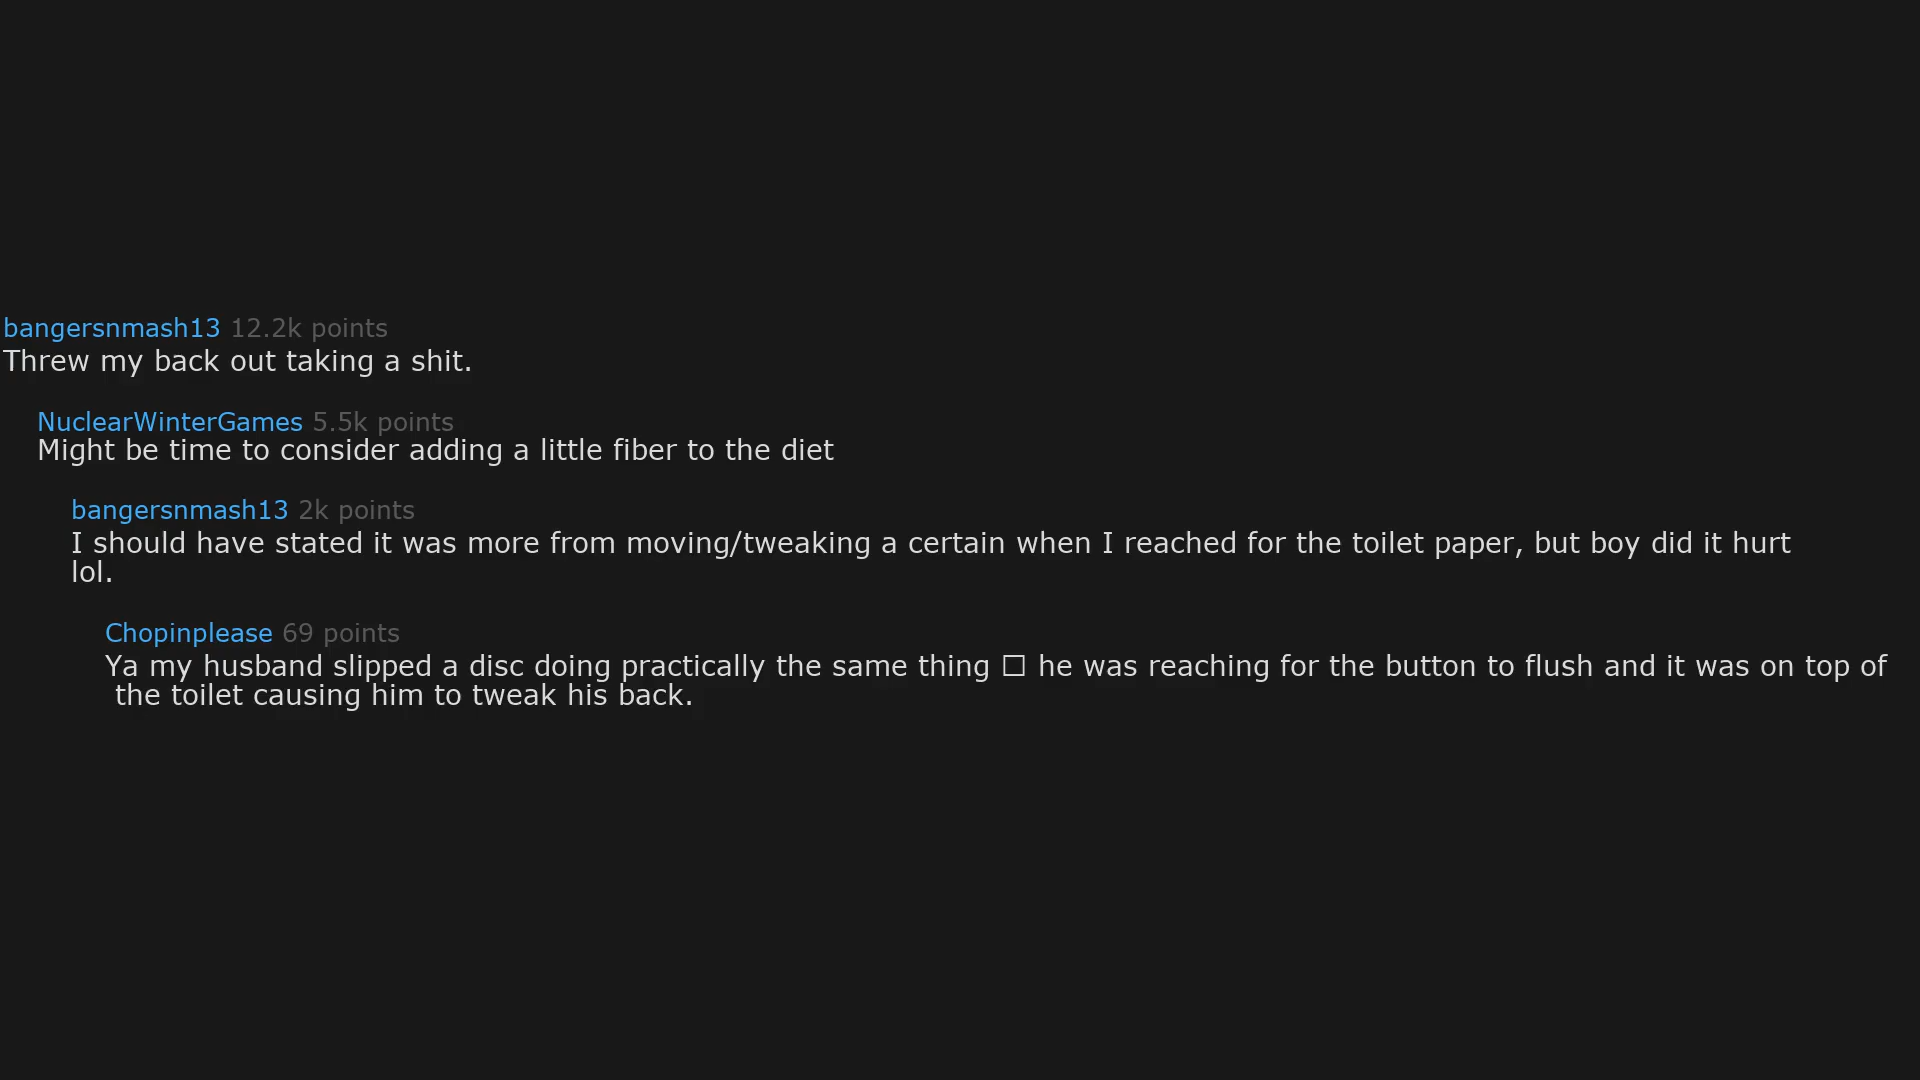 bangersnmash13 12.2k points
Threw my back out taking a shit.
NuclearWinterGames 5.5k points
Might be time to consider adding a little fiber to the diet
bangersnmash13 2k points
I should have stated it was more from moving/tweaking a certain when I reached for the toilet paper, but boy did it hurt
lol.
Chopinplease 69 points
Ya my husband slipped a disc doing practically the same thing □ he was reaching for the button to flush and it was on top of
the toilet causing him to tweak his back.